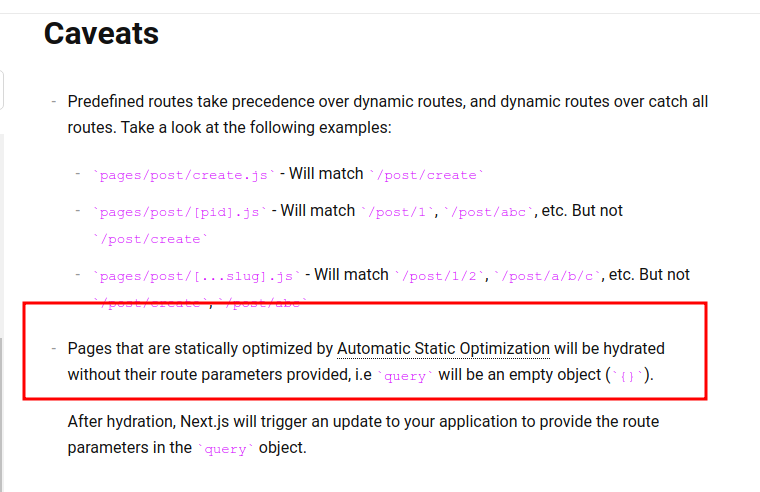 Caveats
- Predefined routes take precedence over dynamic routes, and dynamic routes over catch all
routes. Take a look at the following examples:
- `pages/post/create.js` - Will match `/post/create`
- `pages/post/[pid].js` - Will match `/post/1`, `/post/abc`, etc. But not
`/post/create`
- `pages/post/[...slug].js` - Will match `/post/1/2`, `/post/a/b/c`, etc. But not
`/post/create`, `/post/abc`
- Pages that are statically optimized by Automatic Static Optimization will be hydrated
without their route parameters provided, i.e `query` will be an empty object (`{}`).
After hydration, Next.js will trigger an update to your application to provide the route
parameters in the `query` object.